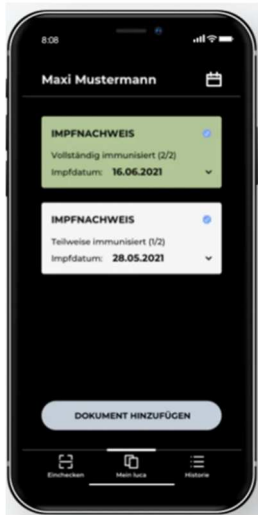 8:08
Maxi Mustermann
IMPFNACHWEIS
Vollständig immunisiert (2/2)
Impfdatum: 16.06.2021
IMPFNACHWEIS
Teilweise immunisiert (1/2)
Impfdatum: 28.05.2021
DOKUMENT HINZUFÜGEN
Einchecken Mein luca Historie